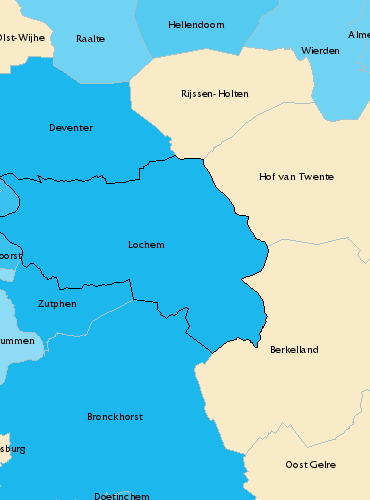 Hellendoorn
Olst-Wijhe
Raalte
Alme
Wierden
Rijssen-Holten
Deventer
Hof van Twente
Lochem
oorst
Zutphen
ummen
Berkelland
Bronckhorst
sburg
Oost Gelre
Doetinchem